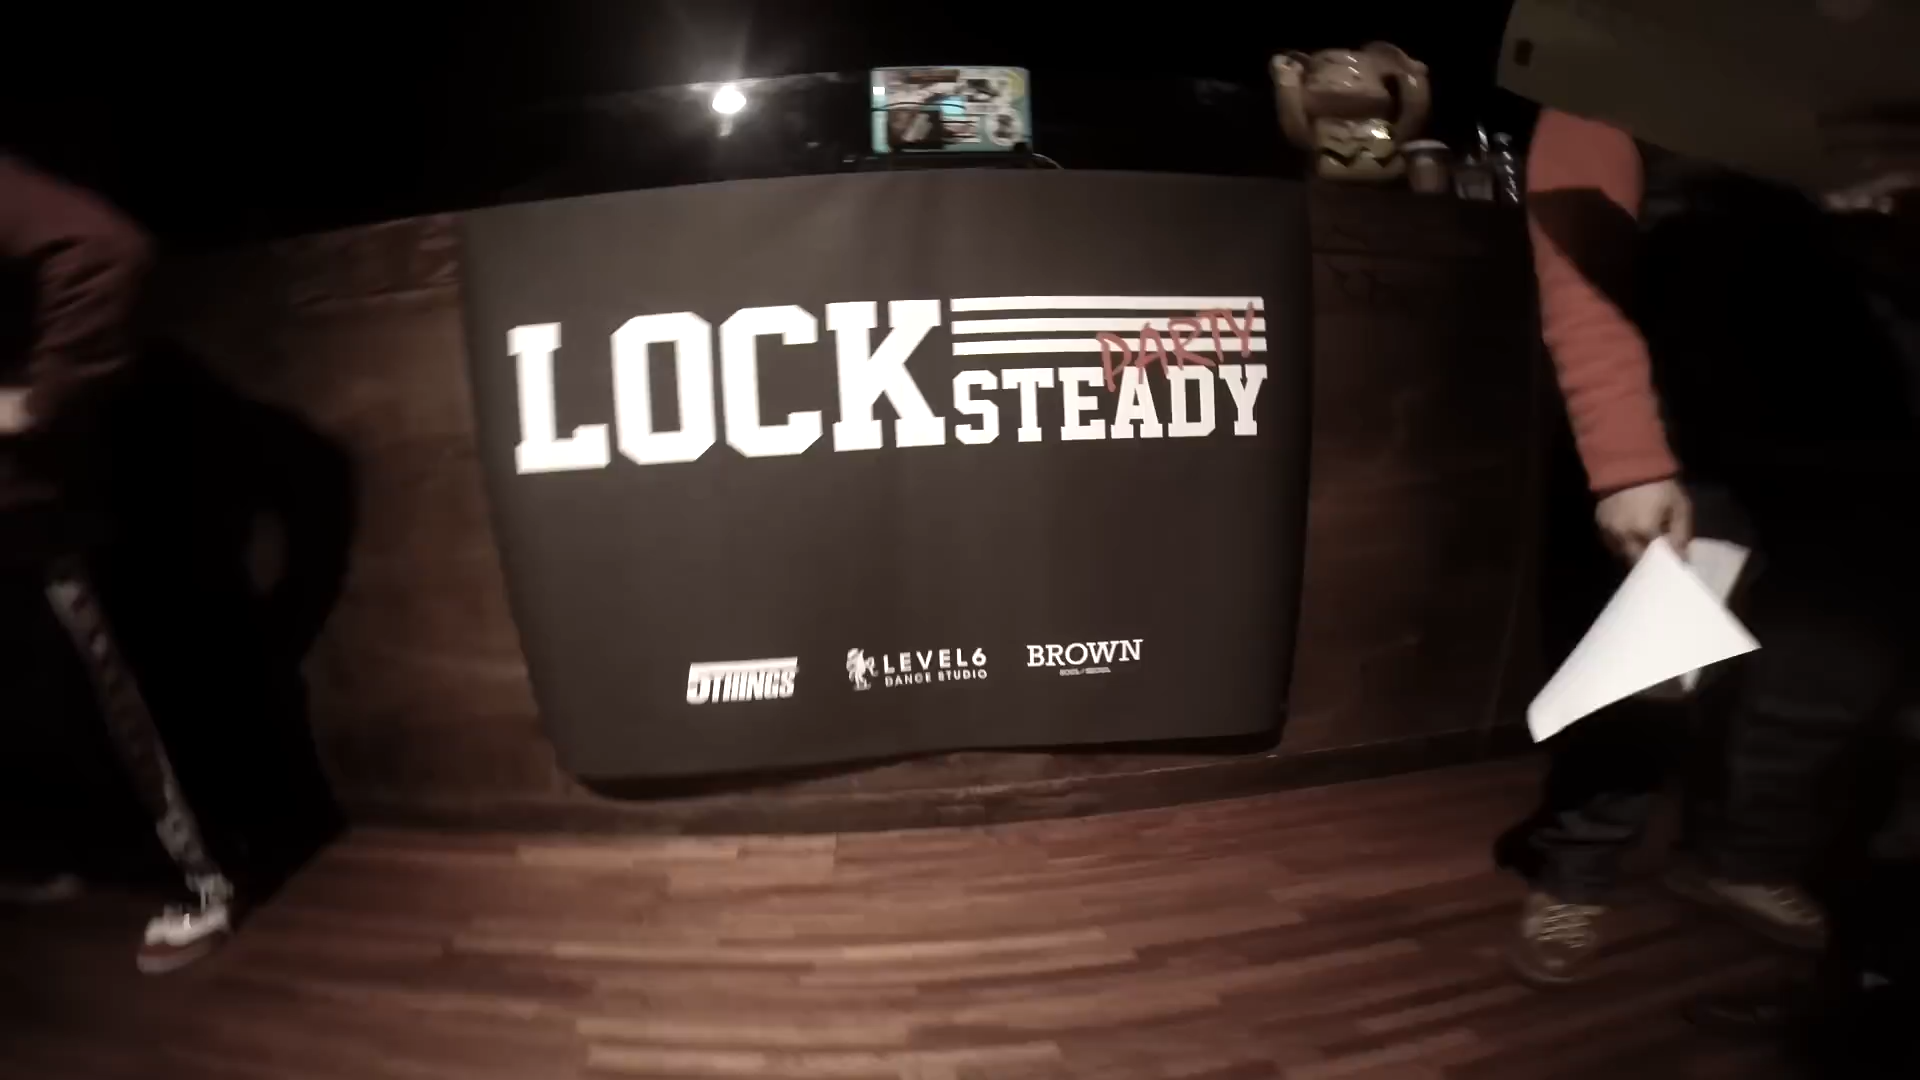 LOCK
PARTY
STEADY
5THINGS
LEVEL6
DANCE STUDIO
BROWN